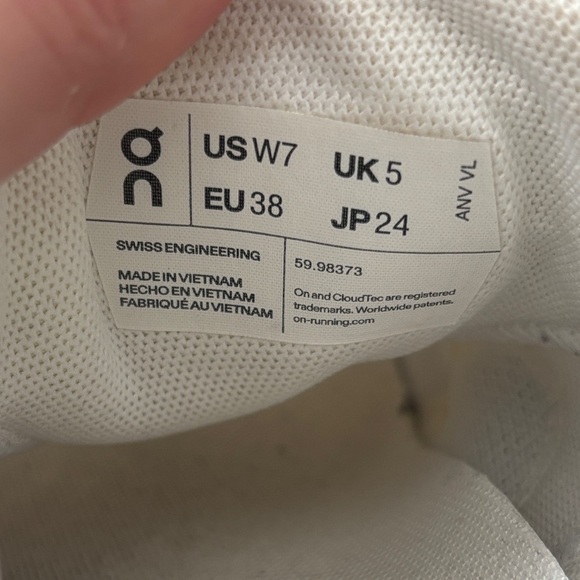 ON
US W7 UK 5
EU 38 JP 24
ANV VL
SWISS ENGINEERING
MADE IN VIETNAM
HECHO EN VIETNAM
FABRIQUÉ AU VIETNAM
59.98373
On and CloudTec are registered
trademarks. Worldwide patents.
on-running.com